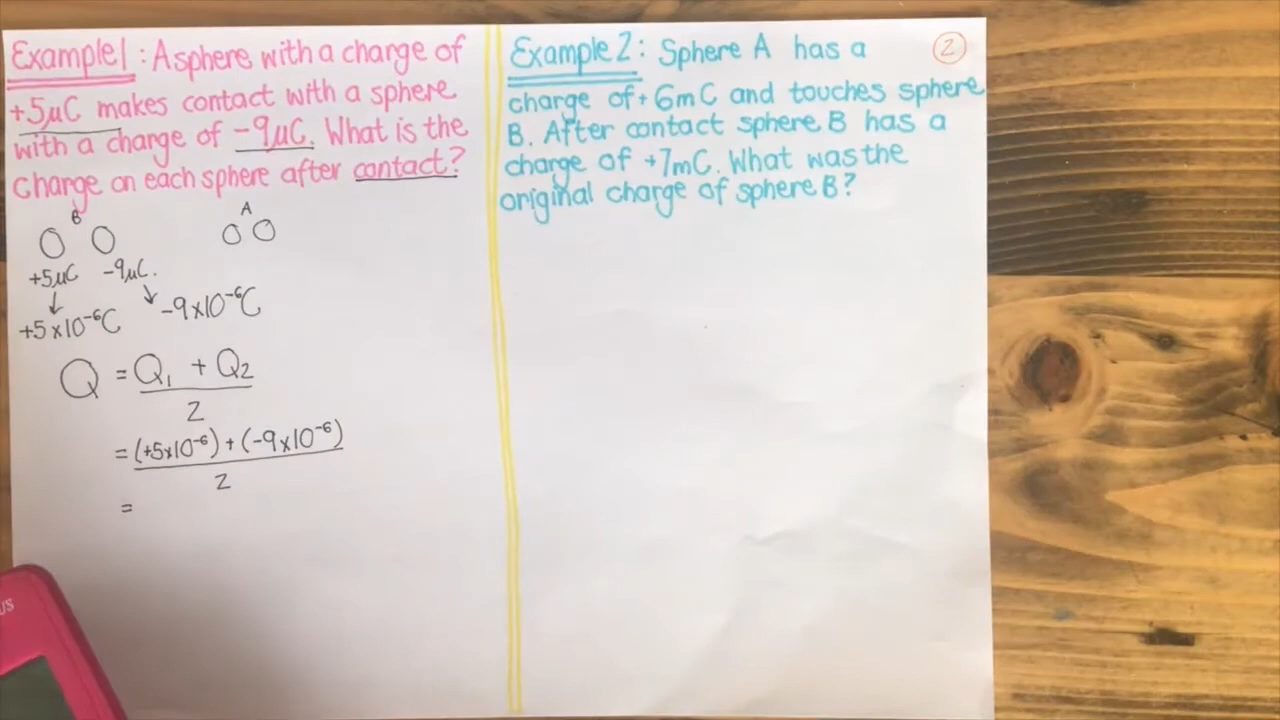 Example 1: A sphere with a charge of
+5μC makes contact with a sphere
with a charge of -9μC. What is the
Charge on each sphere after contact?
B
A
+5μC -9μC.
+5×10⁻⁶C
-9×10⁻⁶C
Q = Q₁ + Q₂
2
= (+5×10⁻⁶) + (-9×10⁻⁶)
2
=
Example 2: Sphere A has a
charge of +6mC and touches sphere
B. After contact sphere B has a
charge of +7mC. What was the
original charge of sphere B?
2